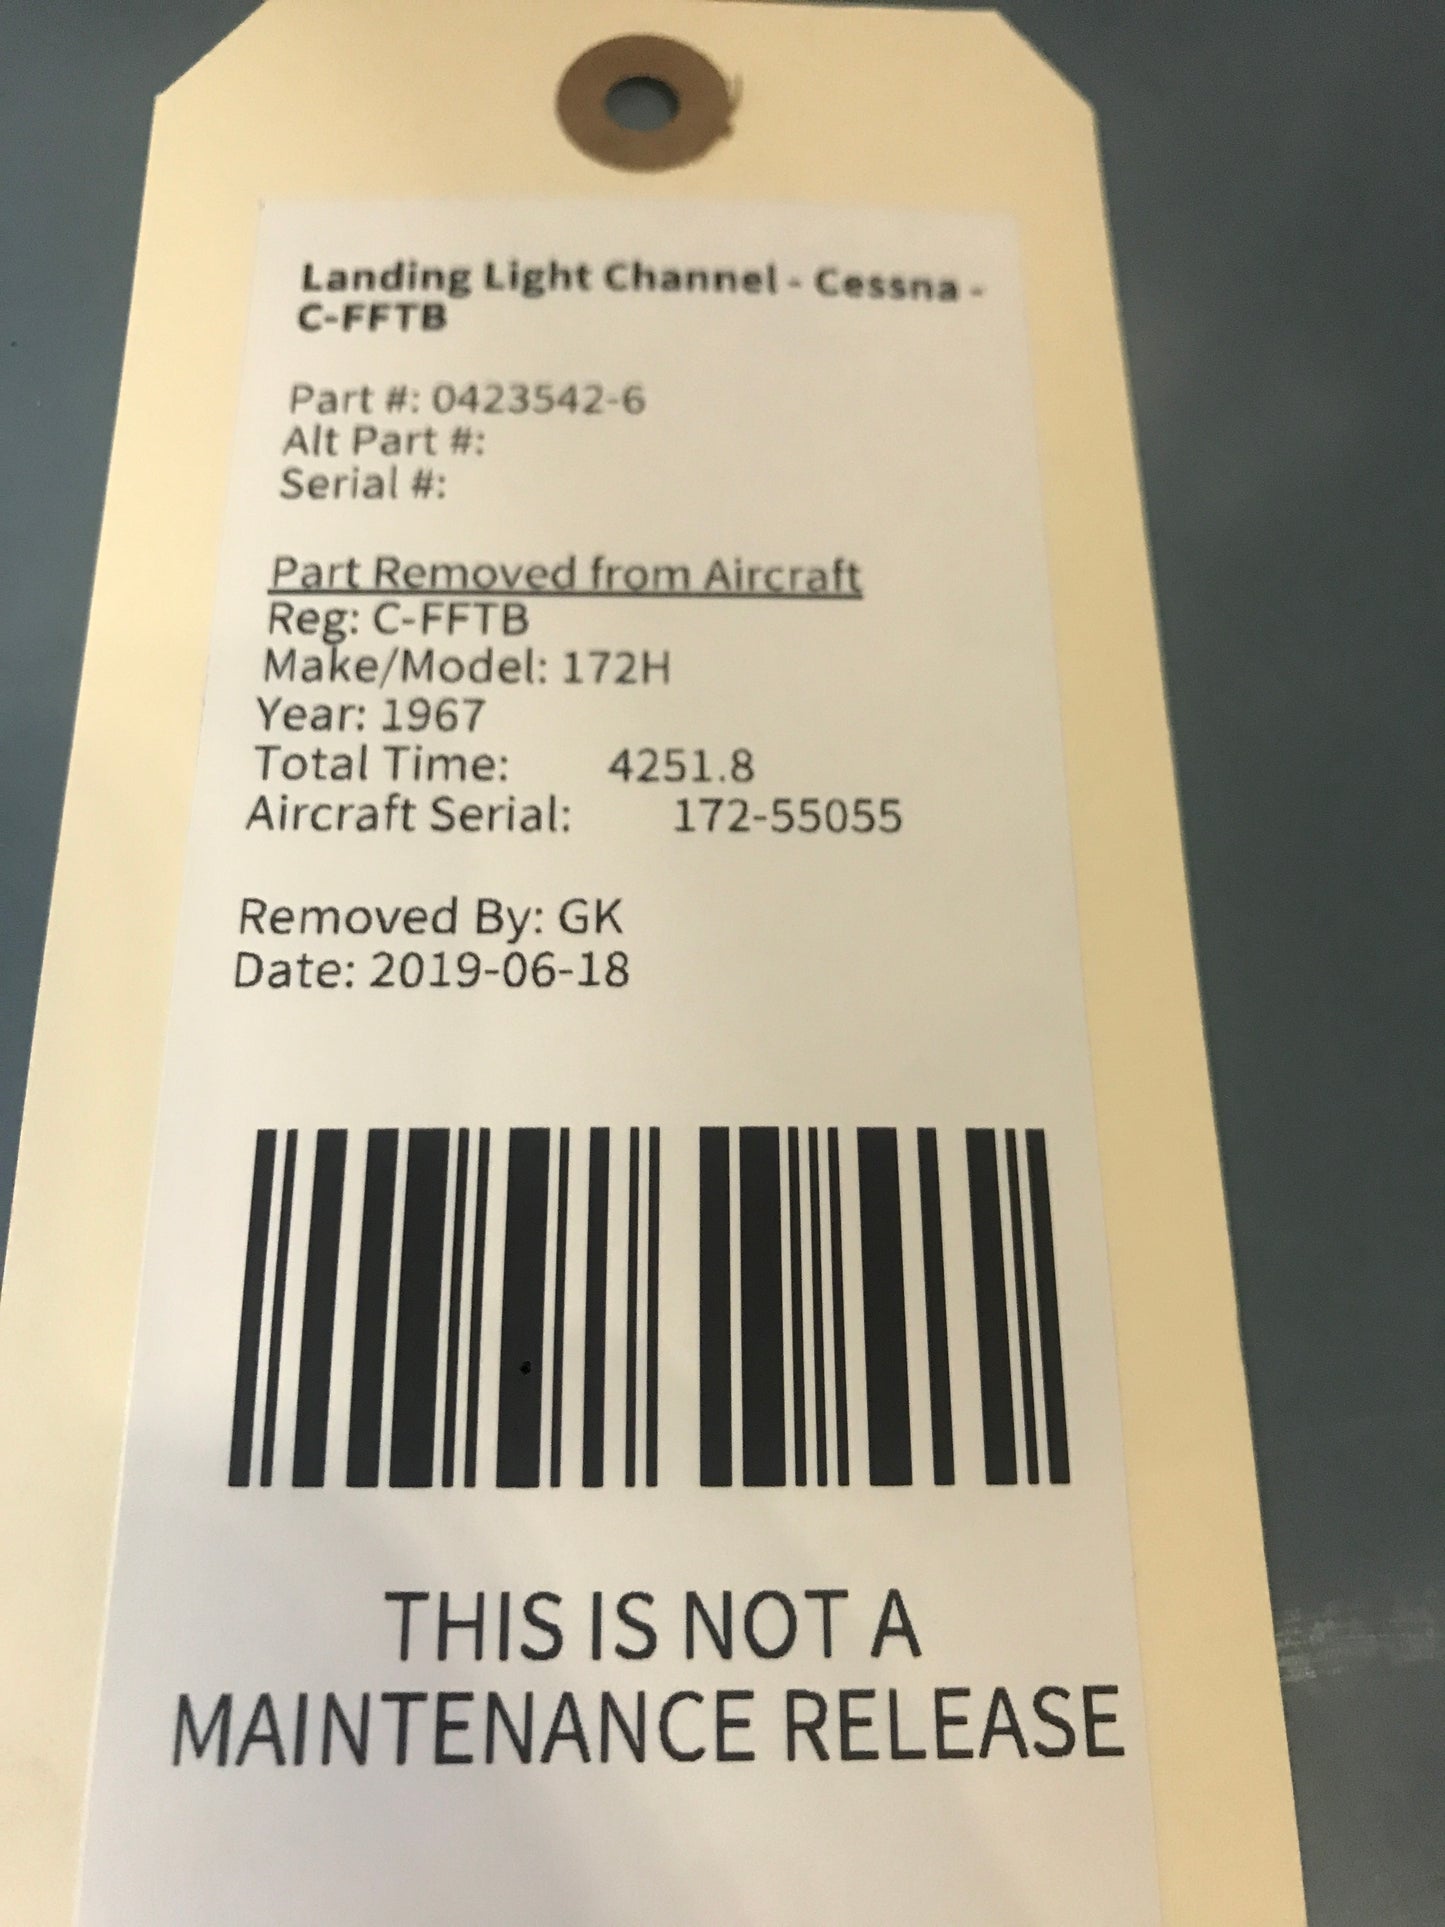 Landing Light Channel - Cessna -
C-FFTB
Part #: 0423542-6
Alt Part #:
Serial #:
Part Removed from Aircraft
Reg: C-FFTB
Make/Model: 172H
Year: 1967
Total Time: 4251.8
Aircraft Serial: 172-55055
Removed By: GK
Date: 2019-06-18
THIS IS NOT A
MAINTENANCE RELEASE